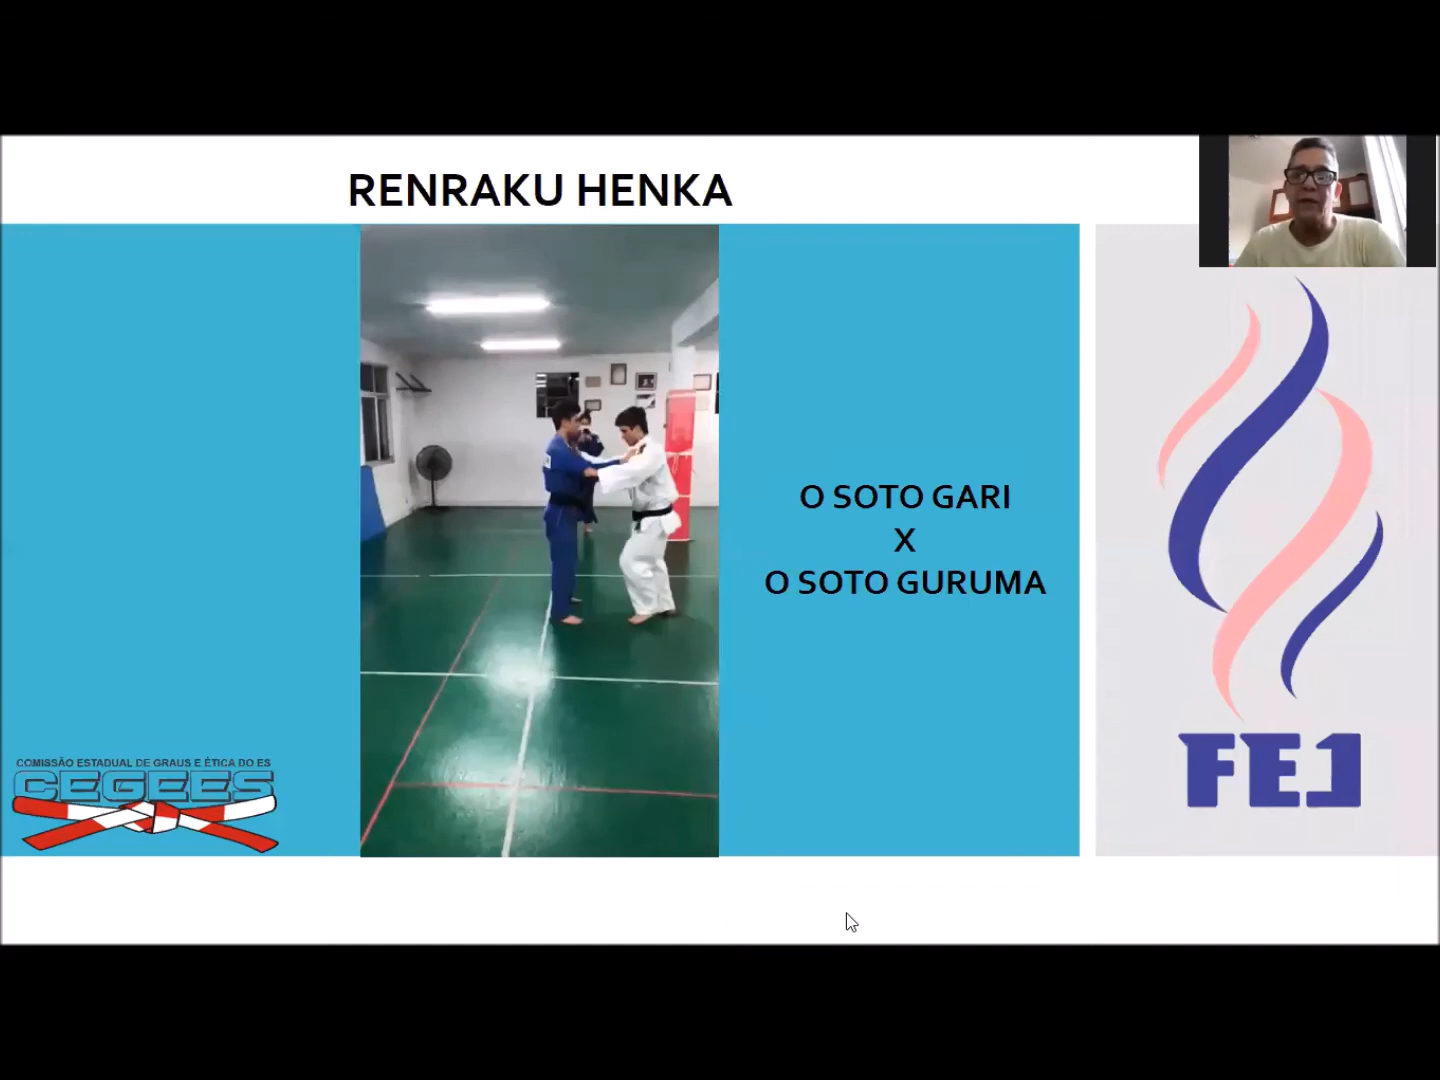 RENRAKU HENKA
O SOTO GARI
X
O SOTO GURUMA
COMISSÃO ESTADUAL DE GRAUS E ÉTICA DO ES
CEGEES
FEJ